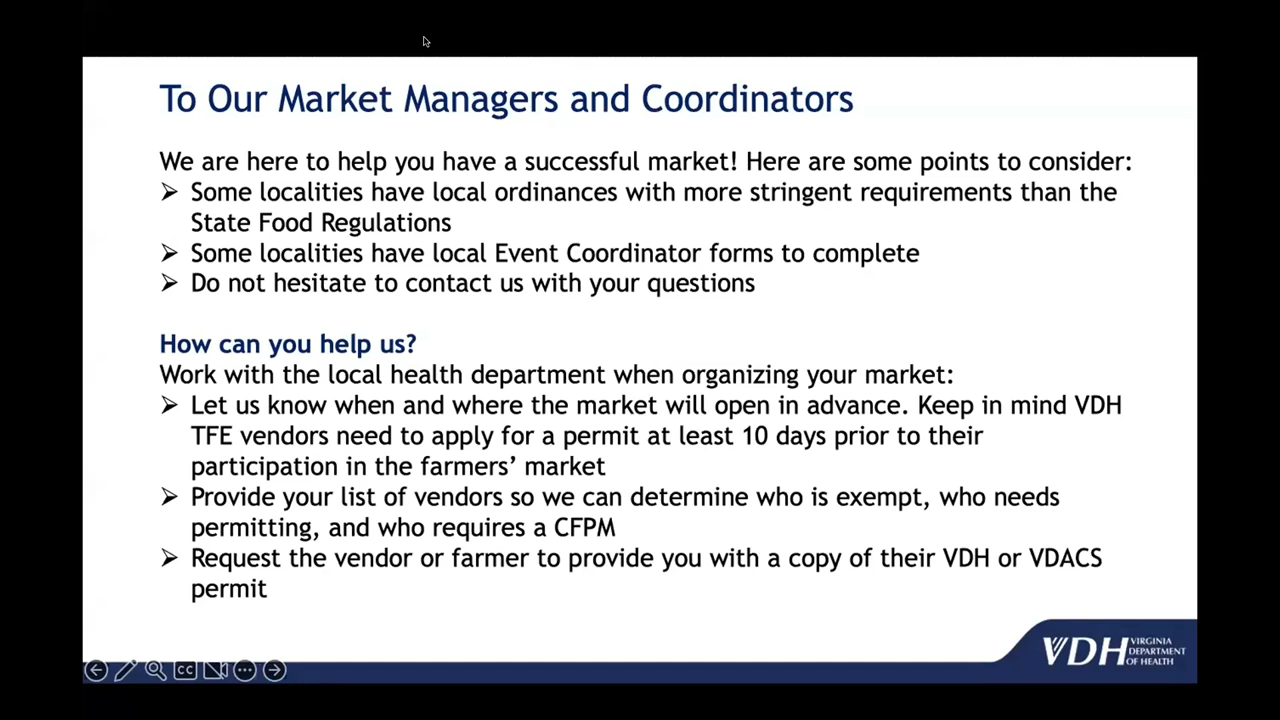 To Our Market Managers and Coordinators
We are here to help you have a successful market! Here are some points to consider:
➢ Some localities have local ordinances with more stringent requirements than the
State Food Regulations
➢ Some localities have local Event Coordinator forms to complete
➢ Do not hesitate to contact us with your questions
How can you help us?
Work with the local health department when organizing your market:
➢ Let us know when and where the market will open in advance. Keep in mind VDH
TFE vendors need to apply for a permit at least 10 days prior to their
participation in the farmers’ market
➢ Provide your list of vendors so we can determine who is exempt, who needs
permitting, and who requires a CFPM
➢ Request the vendor or farmer to provide you with a copy of their VDH or VDACS
permit
VDH VIRGINIA
DEPARTMENT
OF HEALTH
CC